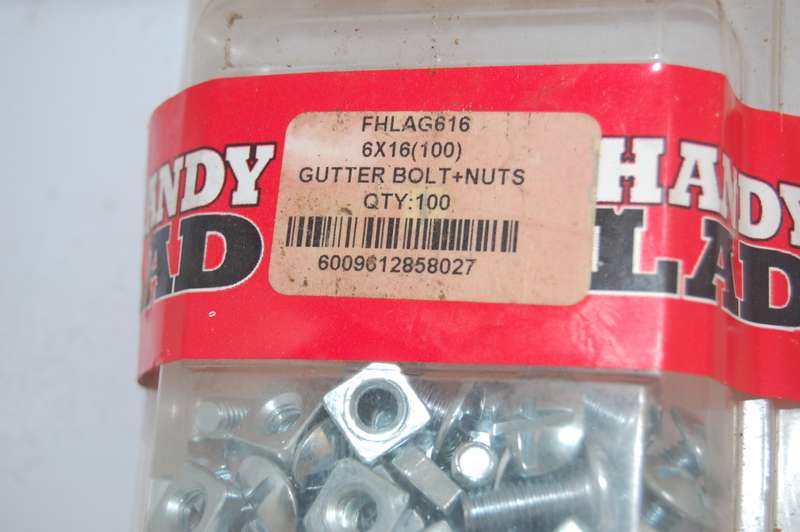 HANDY
LAD
FHLAG616
6X16(100)
GUTTER BOLT+NUTS
QTY:100
6009612858027
HANDY
LAD